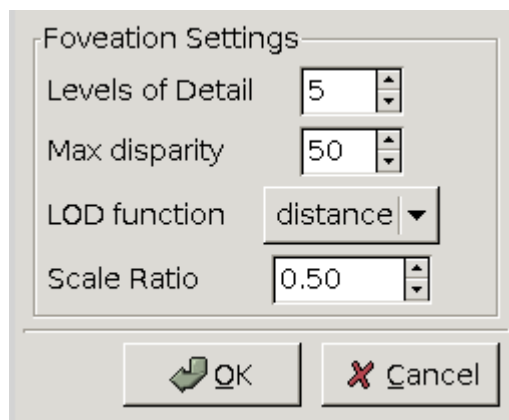 Foveation Settings
Levels of Detail 5
Max disparity 50
LOD function distance
Scale Ratio 0.50
OK Cancel